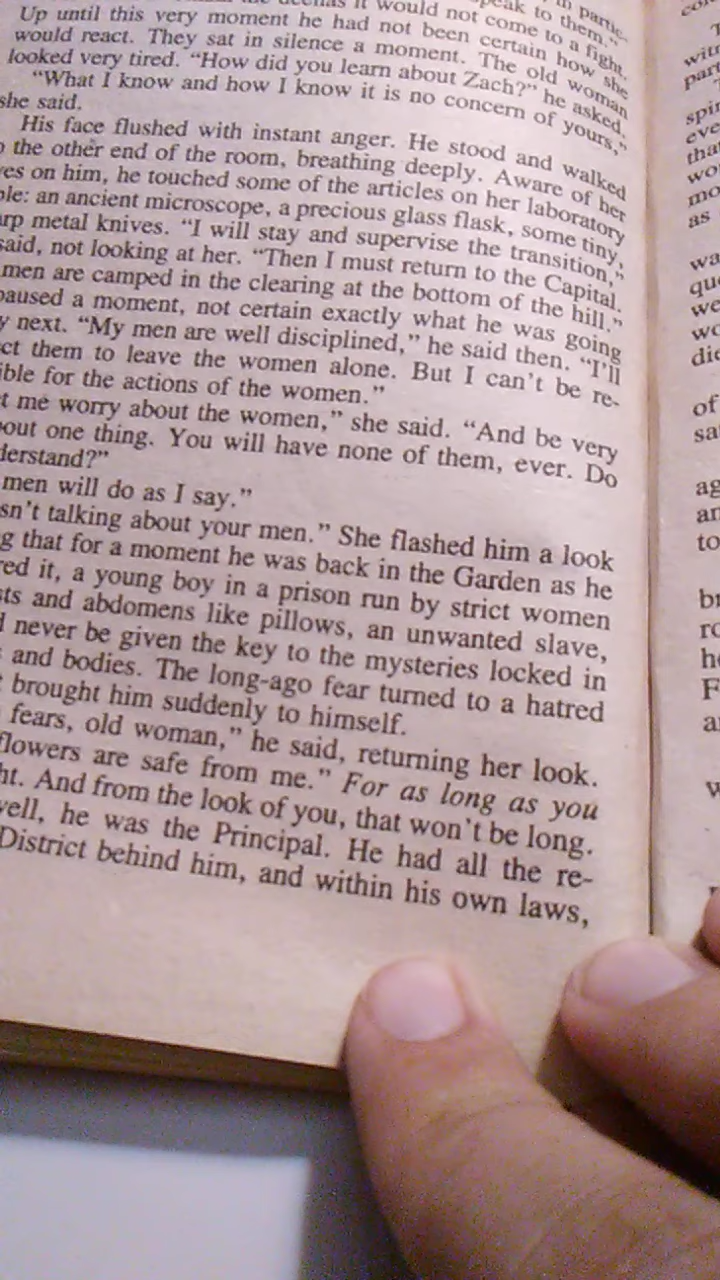 it would not come to a fight.
Up until this very moment he had not been certain how she
would react. They sat in silence a moment. The old woman
looked very tired. “How did you learn about Zach?” he asked.
“What I know and how I know it is no concern of yours,”
she said.
His face flushed with instant anger. He stood and walked
the other end of the room, breathing deeply. Aware of her
es on him, he touched some of the articles on her laboratory
ble: an ancient microscope, a precious glass flask, some tiny,
arp metal knives. “I will stay and supervise the transition,”
said, not looking at her. “Then I must return to the Capital.
men are camped in the clearing at the bottom of the hill.”
paused a moment, not certain exactly what he was going
y next. “My men are well disciplined,” he said then. “I’ll
ct them to leave the women alone. But I can’t be re-
ible for the actions of the women.”
t me worry about the women,” she said. “And be very
bout one thing. You will have none of them, ever. Do
derstand?”
men will do as I say.”
sn’t talking about your men.” She flashed him a look
g that for a moment he was back in the Garden as he
red it, a young boy in a prison run by strict women
sts and abdomens like pillows, an unwanted slave,
d never be given the key to the mysteries locked in
s and bodies. The long-ago fear turned to a hatred
t brought him suddenly to himself.
fears, old woman,” he said, returning her look.
flowers are safe from me.” For as long as you
ht. And from the look of you, that won’t be long.
well, he was the Principal. He had all the re-
District behind him, and within his own laws,